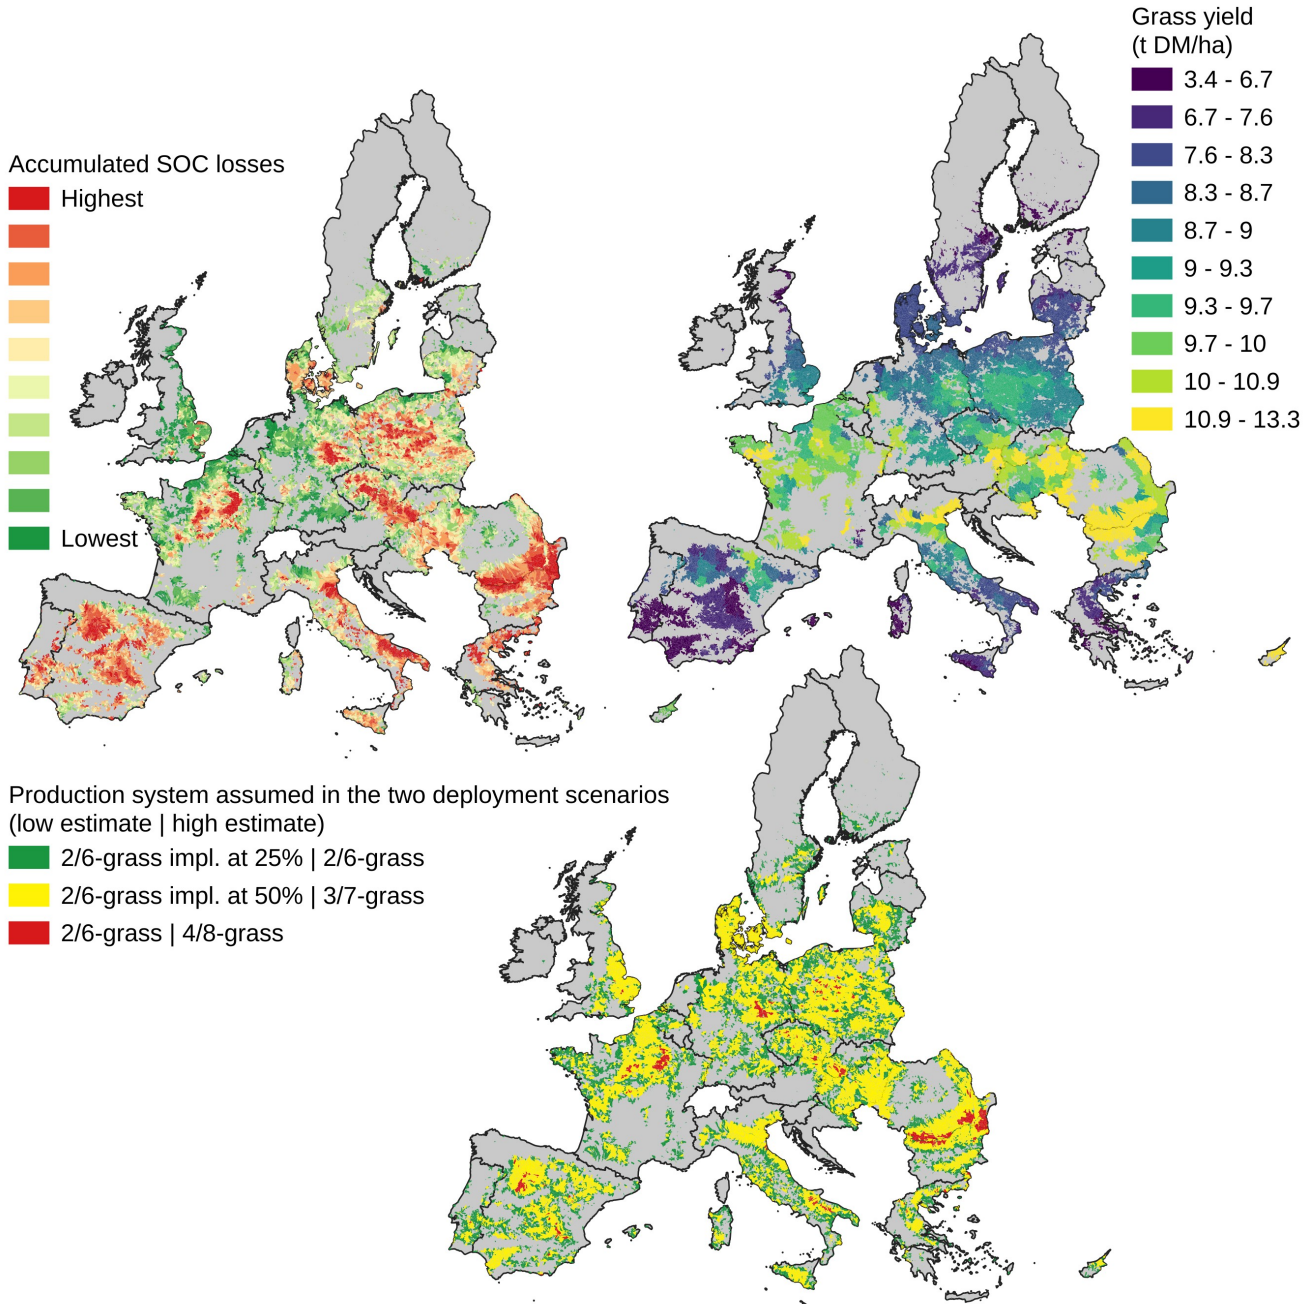 Grass yield
(t DM/ha)
3.4 - 6.7
6.7 - 7.6
7.6 - 8.3
8.3 - 8.7
8.7 - 9
9 - 9.3
9.3 - 9.7
9.7 - 10
10 - 10.9
10.9 - 13.3
Accumulated SOC losses
Highest
Lowest
Production system assumed in the two deployment scenarios
(low estimate | high estimate)
2/6-grass impl. at 25% | 2/6-grass
2/6-grass impl. at 50% | 3/7-grass
2/6-grass | 4/8-grass